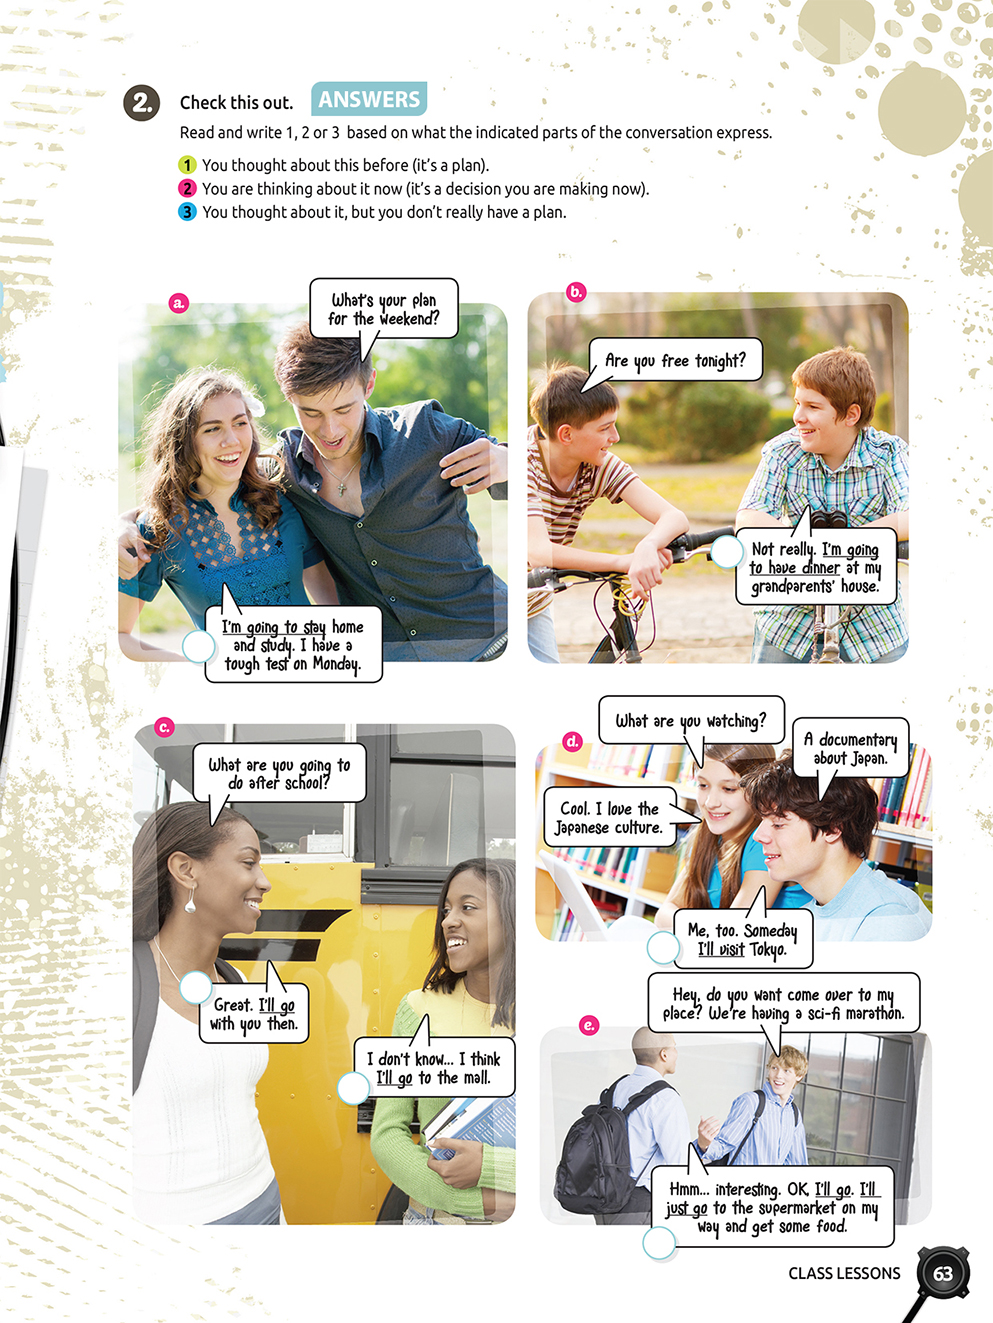 2.
Check this out.
ANSWERS
Read and write 1, 2 or 3 based on what the indicated parts of the conversation express.
1 You thought about this before (it's a plan).
2 You are thinking about it now (it's a decision you are making now).
3 You thought about it, but you don't really have a plan.
a.
What's your plan
for the weekend?
I'm going to stay home
and study. I have a
tough test on Monday.
b.
Are you free tonight?
Not really. I'm going
to have dinner at my
grandparents' house.
c.
What are you going to
do after school?
Great. I'll go
with you then.
I don't know... I think
I'll go to the mall.
d.
What are you watching?
A documentary
about Japan.
Cool. I love the
Japanese culture.
Me, too. Someday
I'll visit Tokyo.
e.
Hey, do you want come over to my
place? We're having a sci-fi marathon.
Hmm... interesting. OK, I'll go. I'll
just go to the supermarket on my
way and get some food.
CLASS LESSONS
63